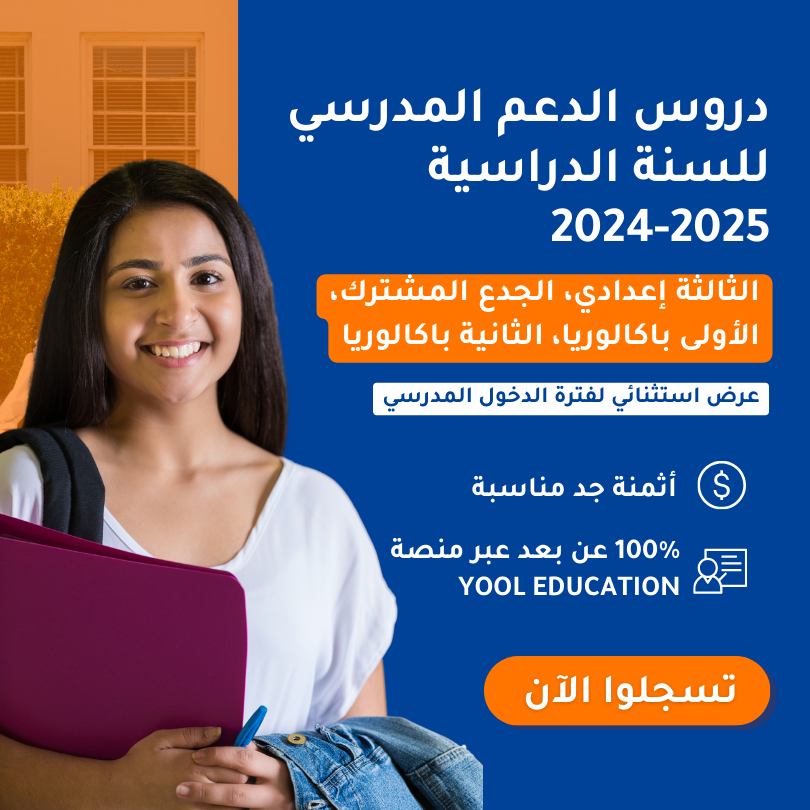 دروس الدعم المدرسي
للسنة الدراسية
2024-2025
الثالثة إعدادي، الجدع المشترك،
الأولى باكالوريا، الثانية باكالوريا
عرض استثنائي لفترة الدخول المدرسي
أثمنة جد مناسبة
$
100% عن بعد عبر منصة
YOOL EDUCATION
تسجلوا الآن